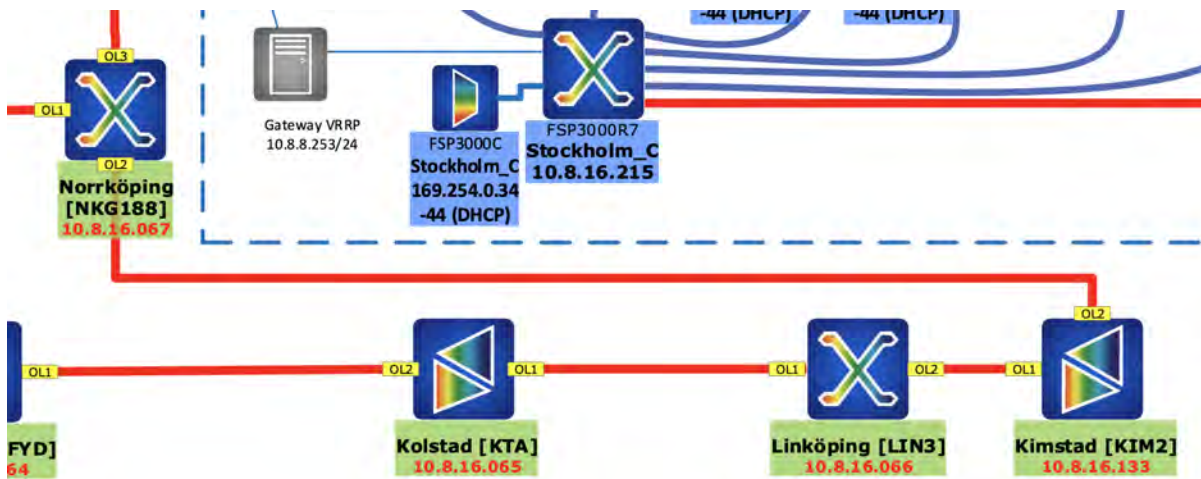 -44 (DHCP)
-44 (DHCP)
OL3
OL1
OL2
Norrköping
[NKG188]
10.8.16.067
Gateway VRRP
10.8.8.253/24
FSP3000C
Stockholm_C
169.254.0.34
-44 (DHCP)
FSP3000R7
Stockholm_C
10.8.16.215
OL1
FYD]
64
OL2
OL1
Kolstad [KTA]
10.8.16.065
OL1
OL2
Linköping [LIN3]
10.8.16.066
OL2
OL1
Kimstad [KIM2]
10.8.16.133